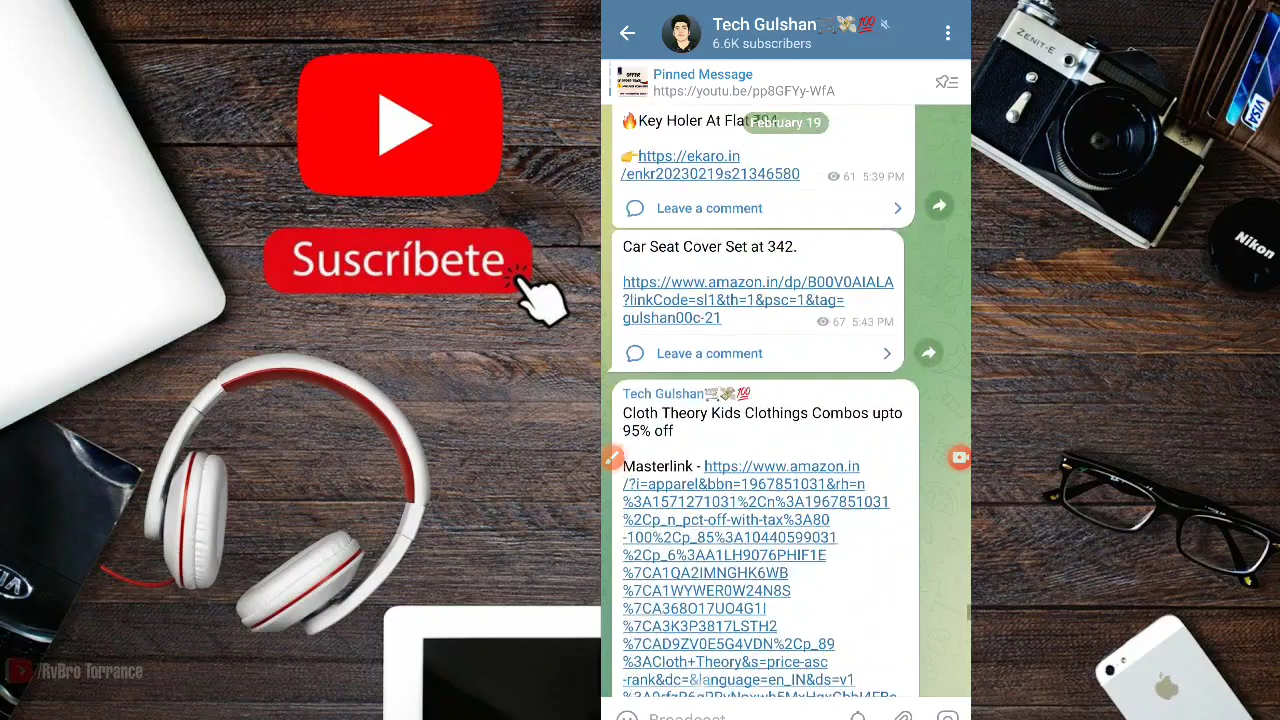 Suscríbete
/RvBro Torrance
ZENIT-E
VISA
Nikon
Tech Gulshan🛒💸💯
6.6K subscribers
Pinned Message
https://youtu.be/pp8GFYy-WfA
OFFER
February 19
🔥Key Holer At Flat
👉https://ekaro.in
/enkr20230219s21346580
61 5:39 PM
Leave a comment
Car Seat Cover Set at 342.
https://www.amazon.in/dp/B00V0AIALA
?linkCode=sl1&th=1&psc=1&tag=
gulshan00c-21
67 5:43 PM
Leave a comment
Tech Gulshan🛒💸💯
Cloth Theory Kids Clothings Combos upto
95% off
Masterlink - https://www.amazon.in
/?i=apparel&bbn=1967851031&rh=n
%3A1571271031%2Cn%3A1967851031
%2Cp_n_pct-off-with-tax%3A80
-100%2Cp_85%3A10440599031
%2Cp_6%3AA1LH9076PHIF1E
%7CA1QA2IMNGHK6WB
%7CA1WYWER0W24N8S
%7CA368O17UO4G1I
%7CA3K3P3817LSTH2
%7CAD9ZV0E5G4VDN%2Cp_89
%3ACloth+Theory&s=price-asc
-rank&dc=&language=en_IN&ds=v1
Broadcast